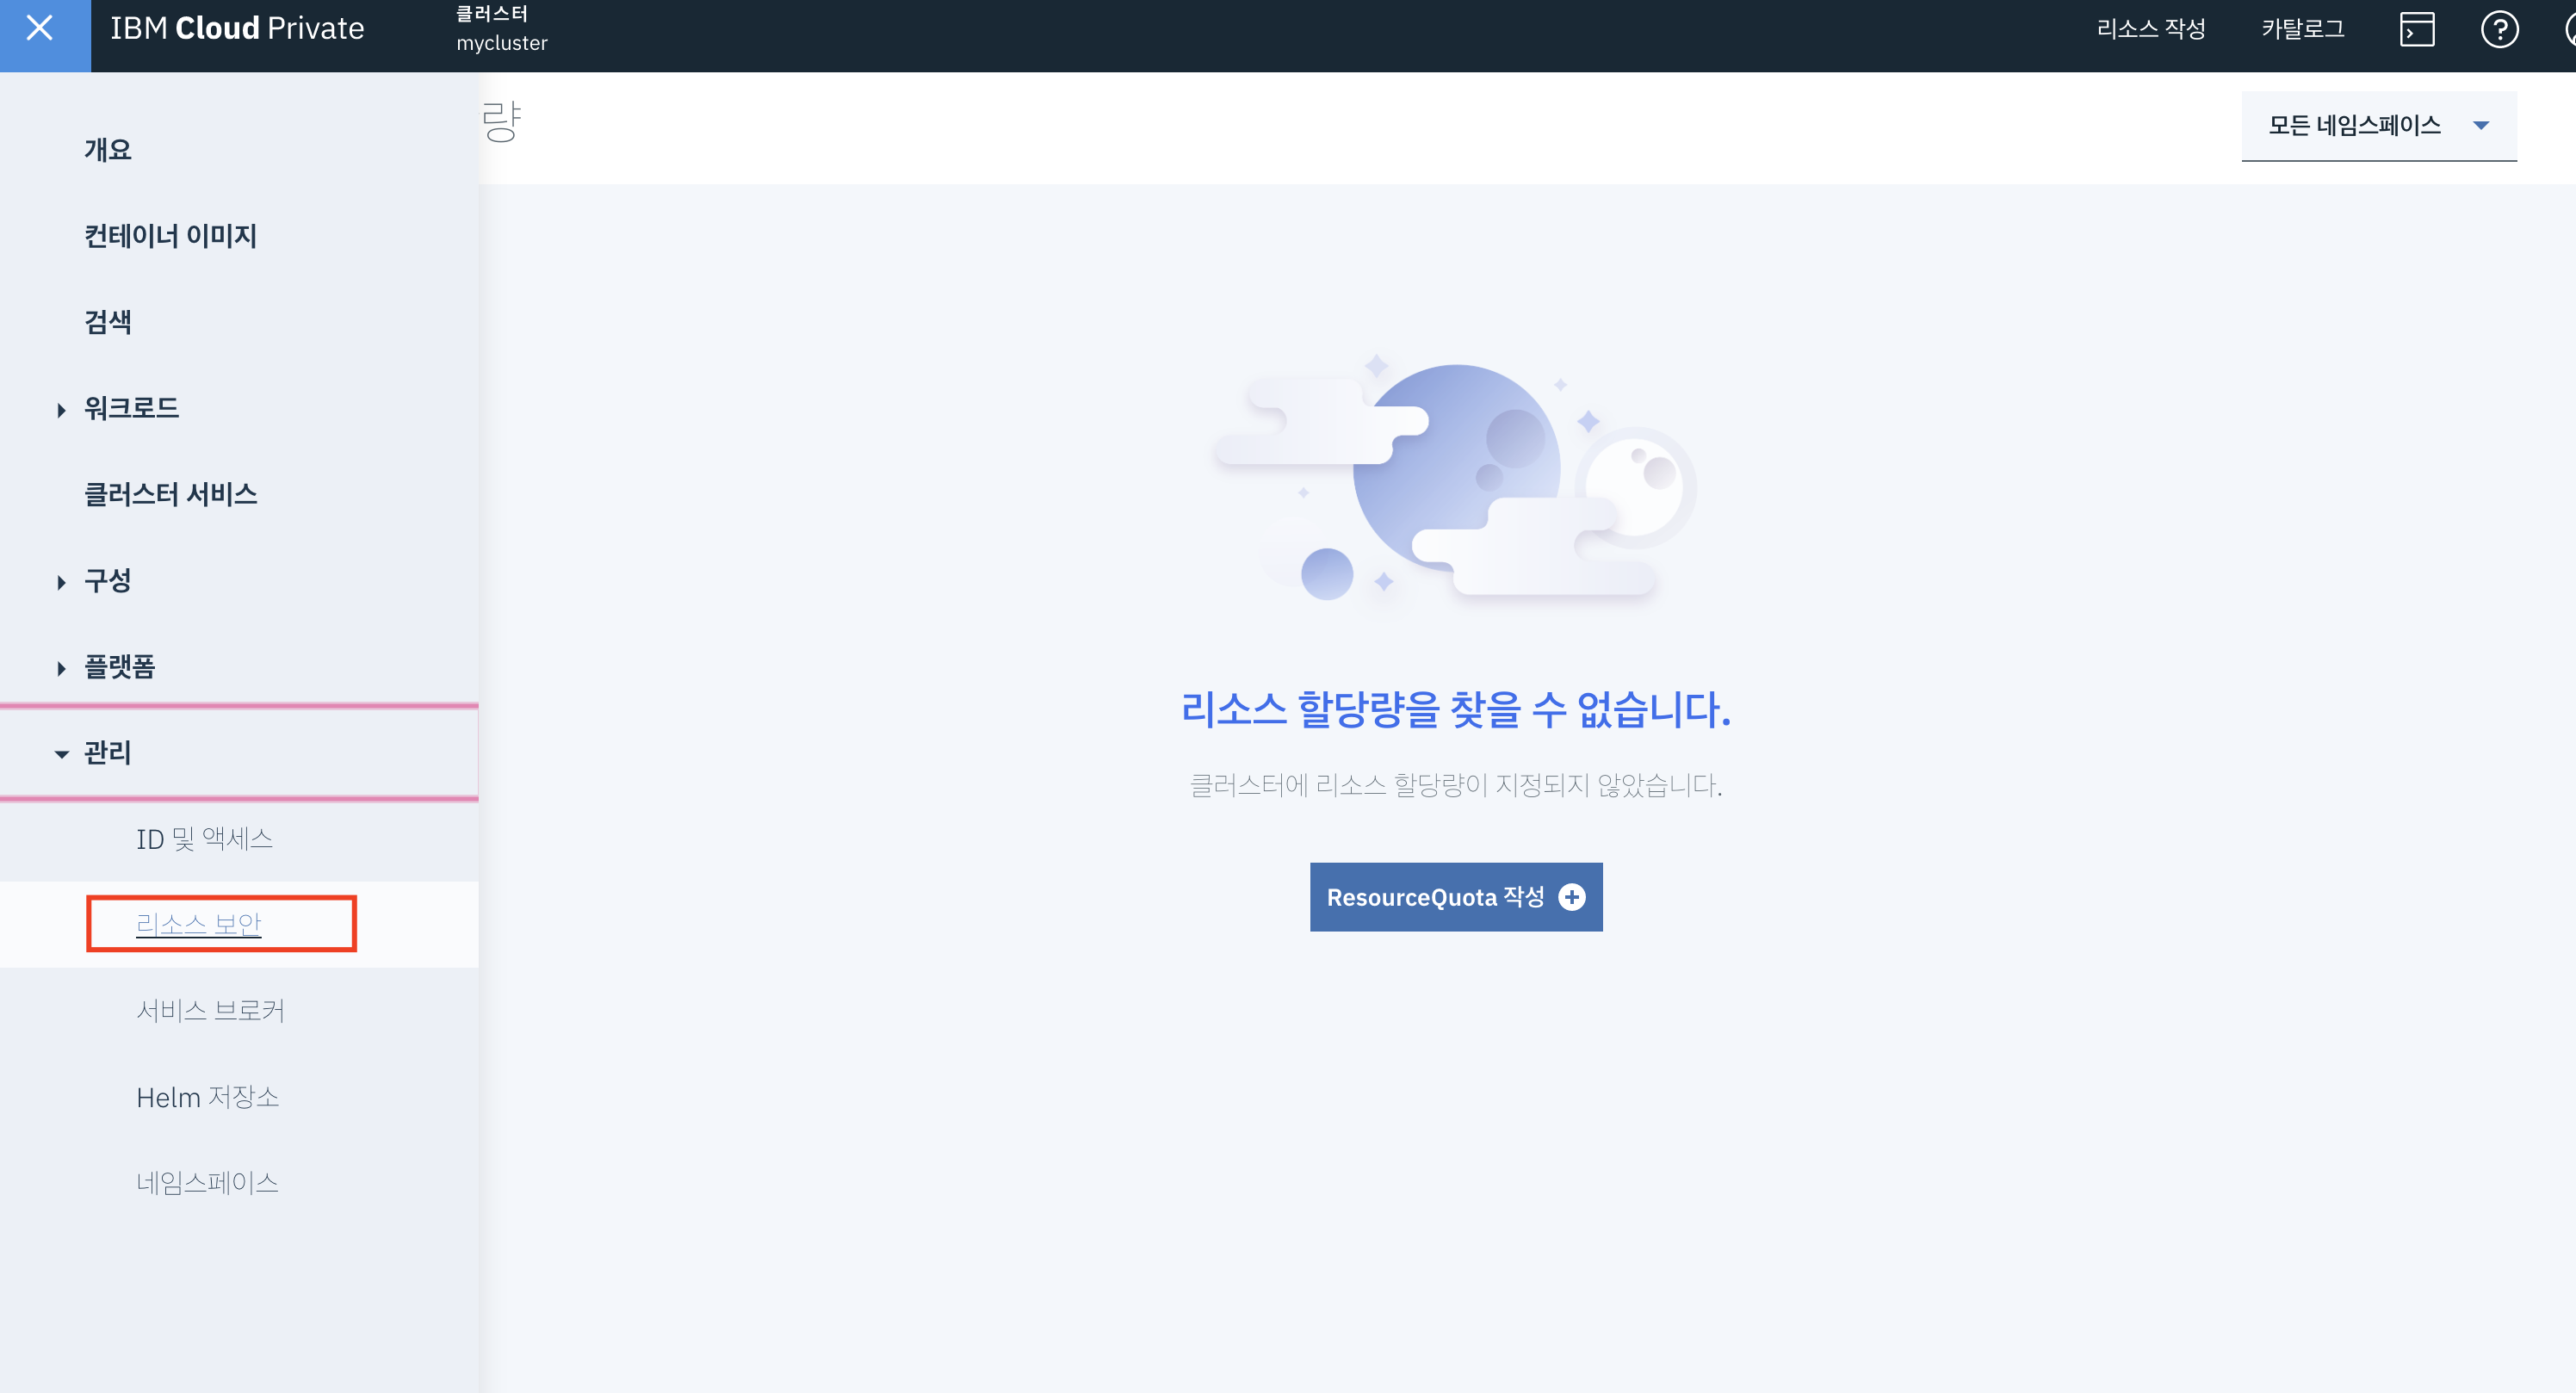 IBM Cloud Private
클러스터
mycluster
리소스 작성
카탈로그
개요
컨테이너 이미지
검색
워크로드
클러스터 서비스
구성
플랫폼
관리
ID 및 액세스
리소스 보안
서비스 브로커
Helm 저장소
네임스페이스
량
모든 네임스페이스
리소스 할당량을 찾을 수 없습니다.
클러스터에 리소스 할당량이 지정되지 않았습니다.
ResourceQuota 작성